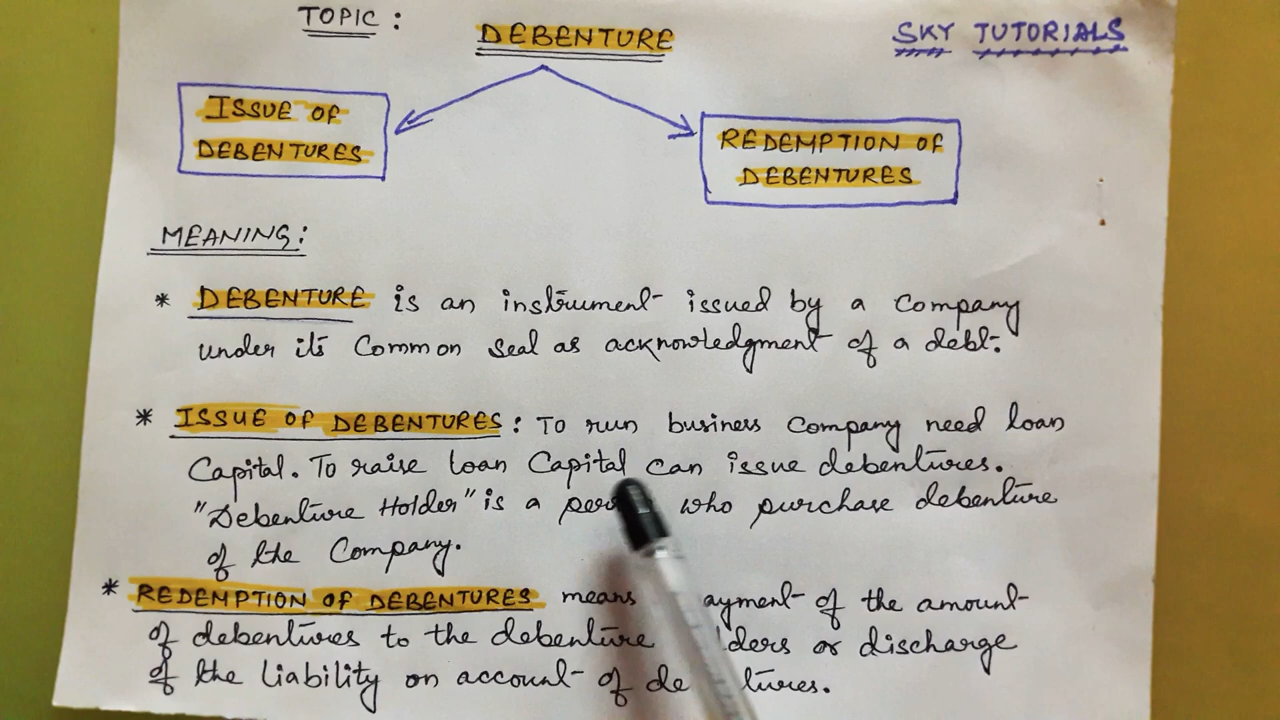 TOPIC :
DEBENTURE
SKY TUTORIALS
ISSUE OF
DEBENTURES
REDEMPTION OF
DEBENTURES
MEANING:
* DEBENTURE is an instrument issued by a Company
under its Common Seal as acknowledgment of a debt.
* ISSUE OF DEBENTURES: To run business Company need loan
Capital. To raise loan Capital Can issue debentures.
"Debenture Holder" is a who purchase debenture
of the Company.
* REDEMPTION OF DEBENTURES means of the amount
of debentures to the debenture or discharge
of the Liability on account of